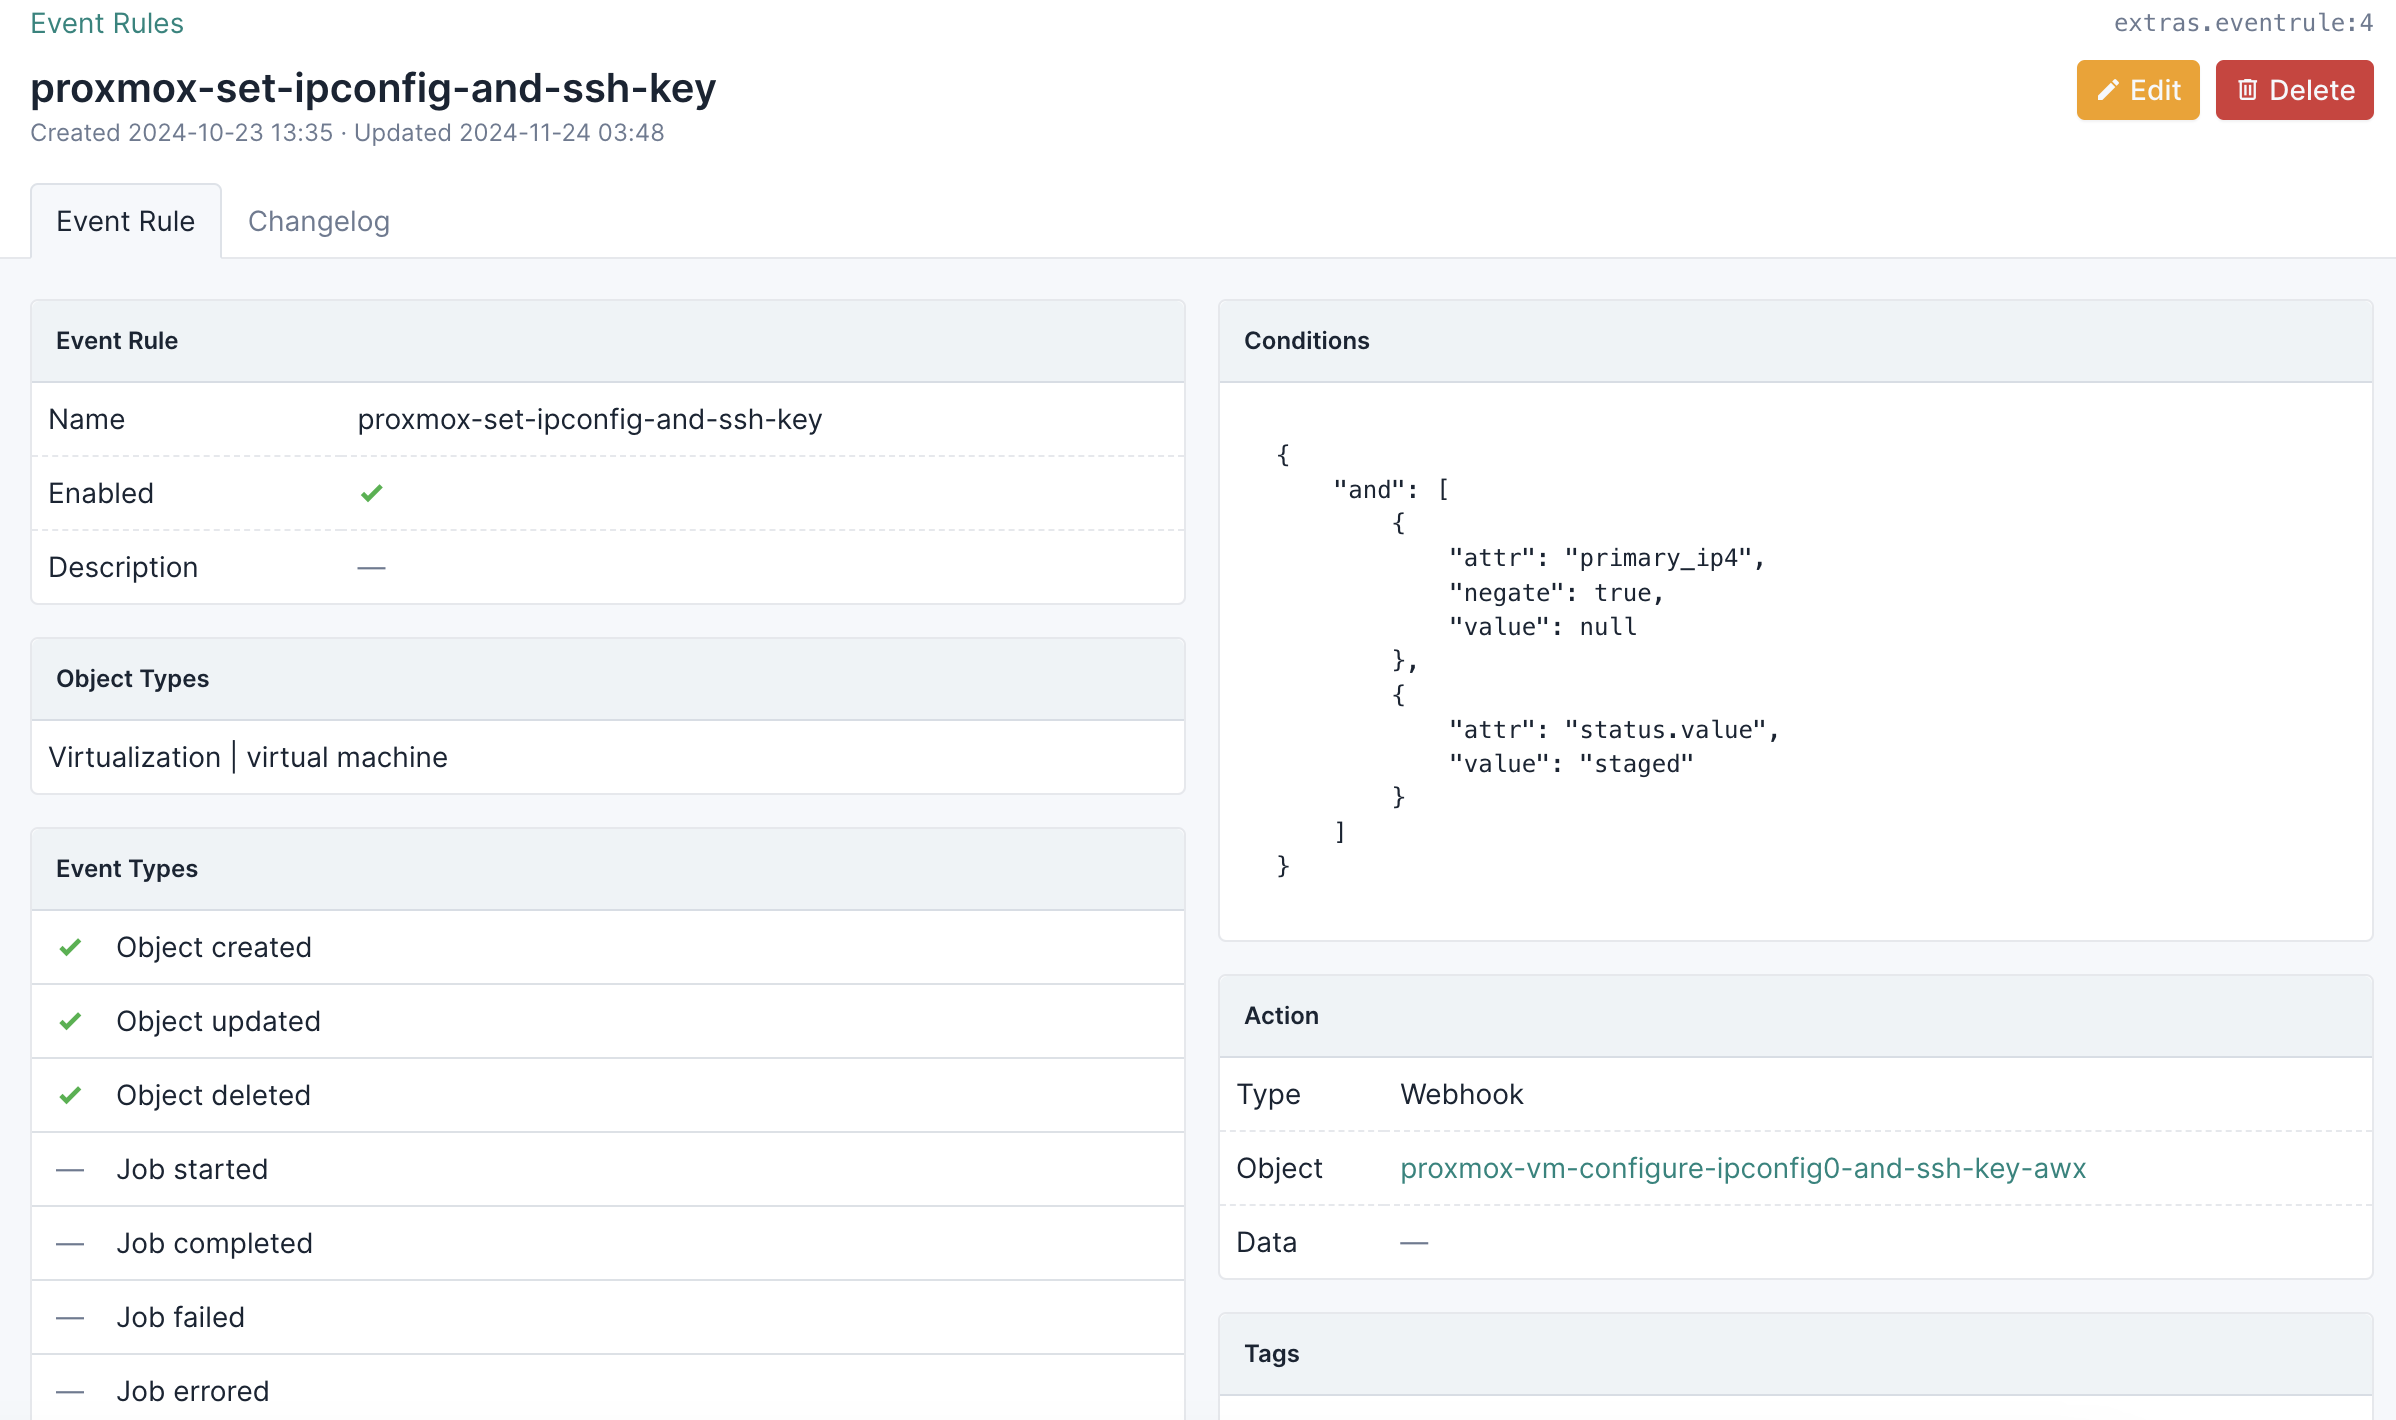 Event Rules
extras.eventrule:4
proxmox-set-ipconfig-and-ssh-key
Edit
Delete
Created 2024-10-23 13:35 · Updated 2024-11-24 03:48
Event Rule
Changelog
Event Rule
Name proxmox-set-ipconfig-and-ssh-key
Enabled
Description —
Object Types
Virtualization | virtual machine
Event Types
Object created
Object updated
Object deleted
— Job started
— Job completed
— Job failed
— Job errored
Conditions
{
"and": [
{
"attr": "primary_ip4",
"negate": true,
"value": null
},
{
"attr": "status.value",
"value": "staged"
}
]
}
Action
Type Webhook
Object proxmox-vm-configure-ipconfig0-and-ssh-key-awx
Data —
Tags